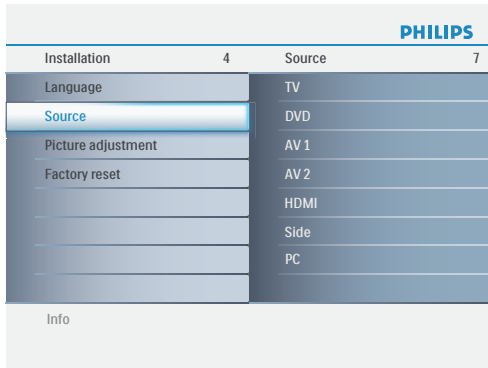 PHILIPS
Installation 4 Source 7
Language TV
Source DVD
Picture adjustment AV 1
Factory reset AV 2
HDMI
Side
PC
Info